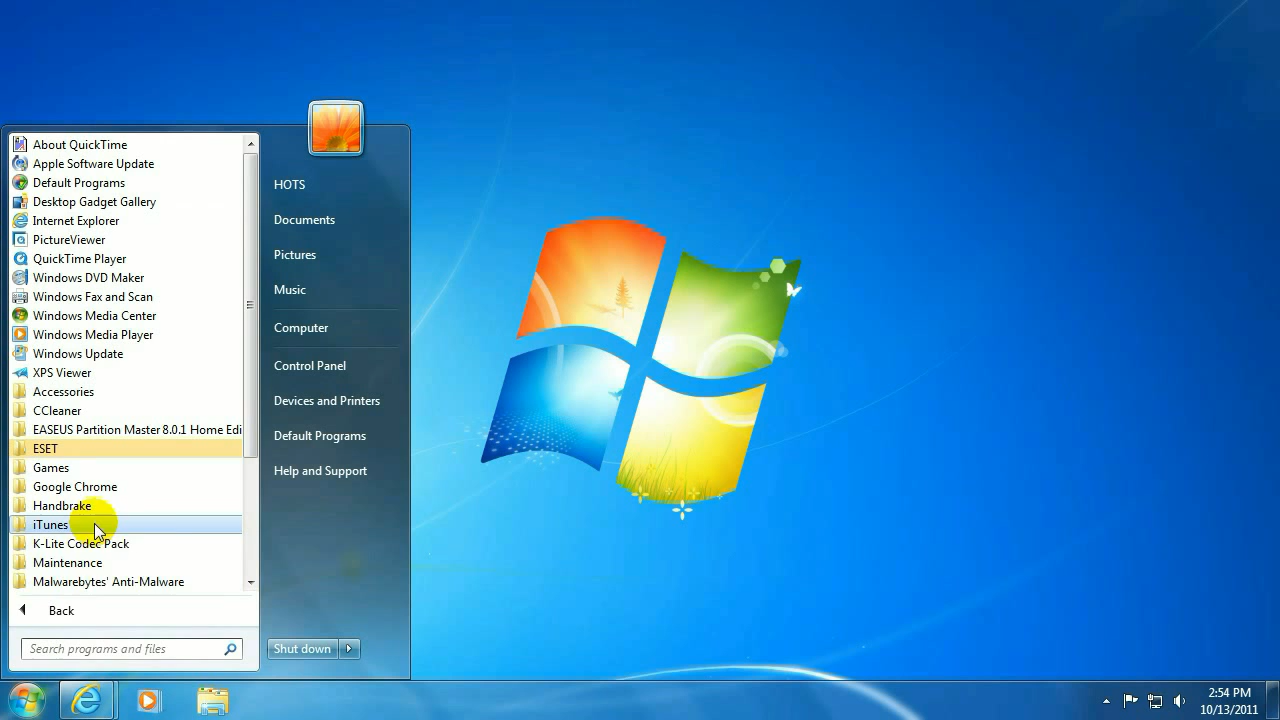 About QuickTime
Apple Software Update
Default Programs
Desktop Gadget Gallery
Internet Explorer
PictureViewer
QuickTime Player
Windows DVD Maker
Windows Fax and Scan
Windows Media Center
Windows Media Player
Windows Update
XPS Viewer
Accessories
CCleaner
EASEUS Partition Master 8.0.1 Home Edi
ESET
Games
Google Chrome
Handbrake
iTunes
K-Lite Codec Pack
Maintenance
Malwarebytes' Anti-Malware
Back
Search programs and files
HOTS
Documents
Pictures
Music
Computer
Control Panel
Devices and Printers
Default Programs
Help and Support
Shut down
2:54 PM
10/13/2011